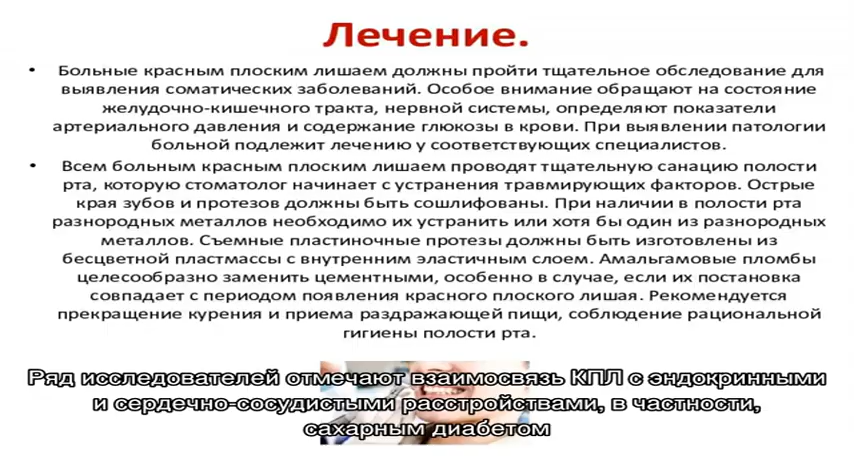 Лечение.
• Больные красным плоским лишаем должны пройти тщательное обследование для
выявления соматических заболеваний. Особое внимание обращают на состояние
желудочно-кишечного тракта, нервной системы, определяют показатели
артериального давления и содержание глюкозы в крови. При выявлении патологии
больной подлежит лечению у соответствующих специалистов.
• Всем больным красным плоским лишаем проводят тщательную санацию полости
рта, которую стоматолог начинает с устранения травмирующих факторов. Острые
края зубов и протезов должны быть сошлифованы. При наличии в полости рта
разнородных металлов необходимо их устранить или хотя бы один из разнородных
металлов. Съемные пластиночные протезы должны быть изготовлены из
бесцветной пластмассы с внутренним эластичным слоем. Амальгамовые пломбы
целесообразно заменить цементными, особенно в случае, если их постановка
совпадает с периодом появления красного плоского лишая. Рекомендуется
прекращение курения и приема раздражающей пищи, соблюдение рациональной
гигиены полости рта.
Ряд исследователей отмечают взаимосвязь КПЛ с эндокринными
и сердечно-сосудистыми расстройствами, в частности,
сахарным диабетом